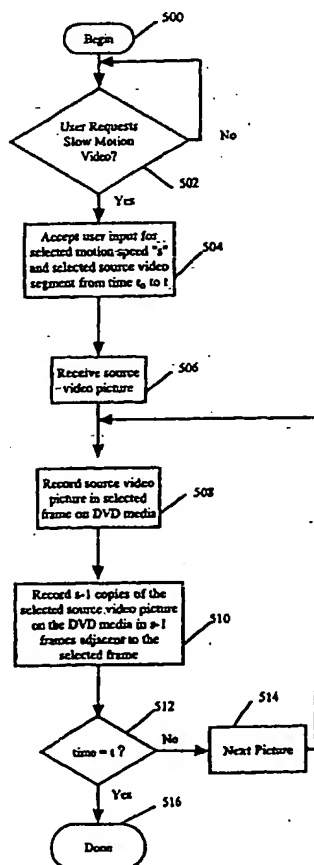 500
Begin
User Requests
Slow Motion
Video?
No
502
Yes
Accept user input for
selected motion speed "s"
and selected source video
segment from time t₀ to t
504
Receive source
video picture
506
Record source video
picture in selected
frame on DVD media
508
Record s-1 copies of the
selected source video picture
on the DVD media in s-1
frames adjacent to the
selected frame
510
512
514
time = t ?
No
Next Picture
Yes
516
Done